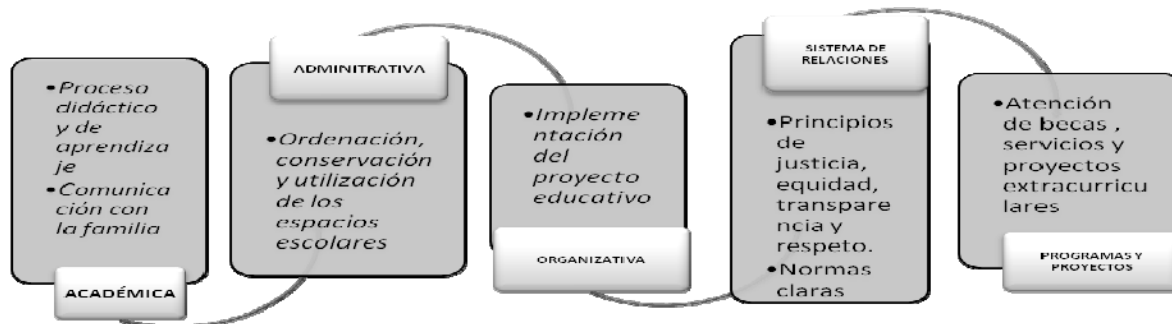 •Proceso
didáctico
y de
aprendiza
je
•Comunica
ción con
la familia
ACADÉMICA
ADMINISTRATIVA
•Ordenación,
conservación
y utilización
de los
espacios
escolares
•Impleme
ntación
del
proyecto
educativo
ORGANIZATIVA
SISTEMA DE
RELACIONES
•Principios
de
justicia,
equidad,
transpare
ncia y
respeto.
•Normas
claras
•Atención
de becas ,
servicios y
proyectos
extracurricu
lares
PROGRAMAS Y
PROYECTOS